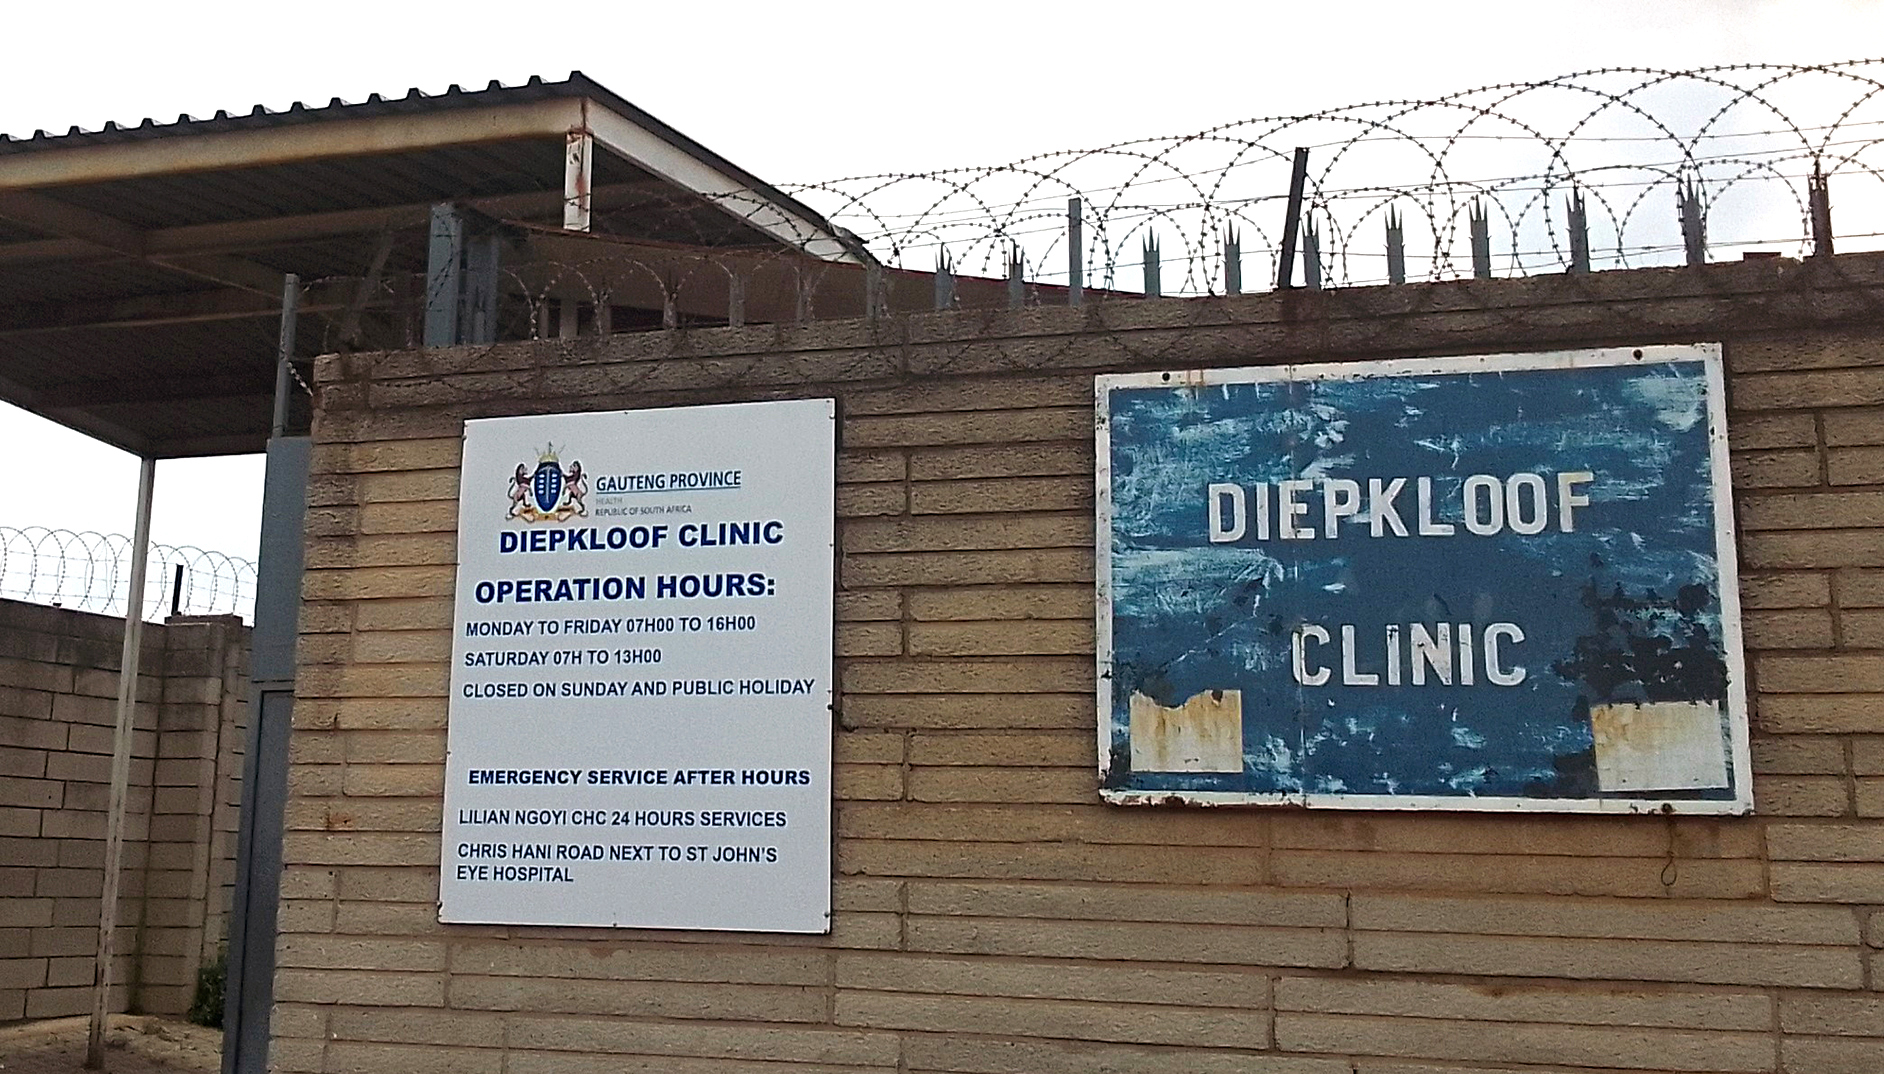 GAUTENG PROVINCE
HEALTH
REPUBLIC OF SOUTH AFRICA
DIEPKLOOF CLINIC
OPERATION HOURS:
MONDAY TO FRIDAY 07H00 TO 16H00
SATURDAY 07H TO 13H00
CLOSED ON SUNDAY AND PUBLIC HOLIDAY
EMERGENCY SERVICE AFTER HOURS
LILIAN NGOYI CHC 24 HOURS SERVICES
CHRIS HANI ROAD NEXT TO ST JOHN'S
EYE HOSPITAL
DIEPKLOOF
CLINIC